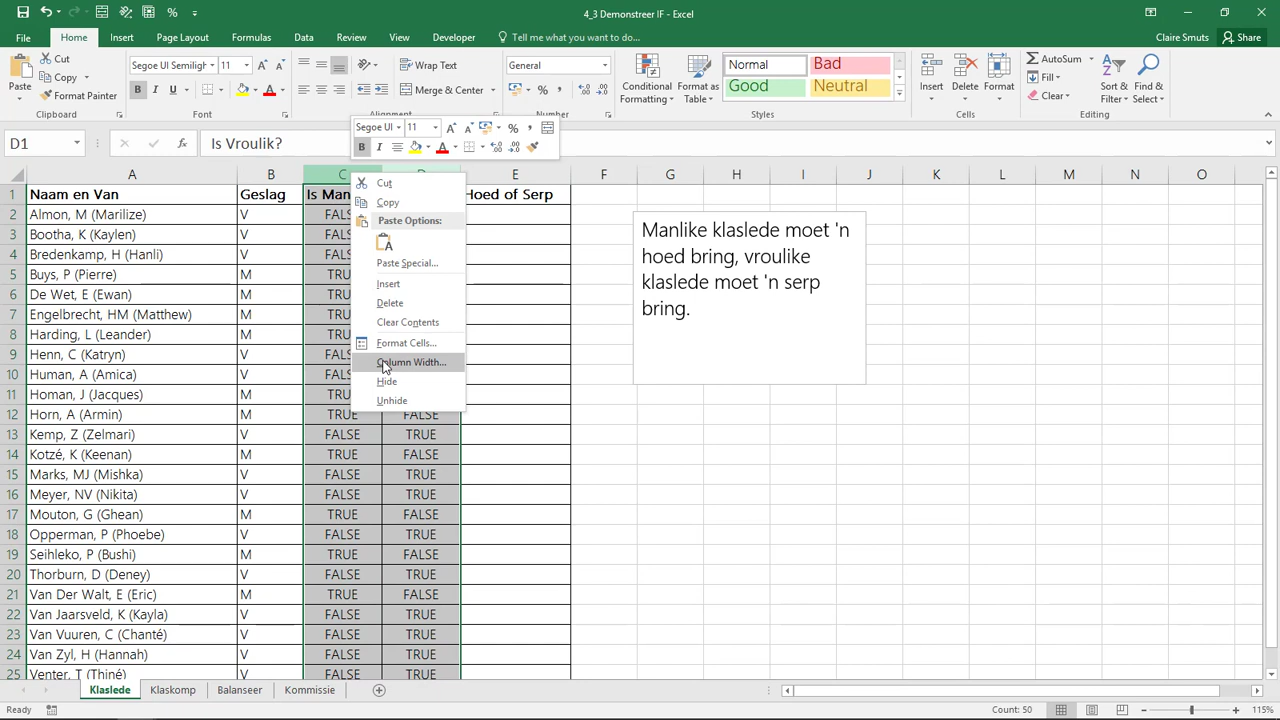 4_3 Demonstreer IF - Excel
File Home Insert Page Layout Formulas Data Review View Developer Tell me what you want to do... Claire Smuts Share
Paste Cut Copy Format Painter Clipboard
Segoe UI Semiligh 11 Font
Wrap Text Merge & Center Alignment
General Number
Conditional Formatting Format as Table Normal Bad Good Neutral Styles
Insert Delete Format Cells
AutoSum Fill Clear Sort & Filter Find & Select Editing
D1 Is Vroulik?
Segoe UI 11
A B C D E F G H I J K L M N O
1 Naam en Van Geslag Is Man Hoed of Serp
2 Almon, M (Marilize) V FAL
3 Bootha, K (Kaylen) V FAL
4 Bredenkamp, H (Hanli) V FAL
5 Buys, P (Pierre) M TRU
6 De Wet, E (Ewan) M TRU
7 Engelbrecht, HM (Matthew) M TRU
8 Harding, L (Leander) M TRU
9 Henn, C (Katryn) V FAL
10 Human, A (Amica) V FAL
11 Homan, J (Jacques) M TRU
12 Horn, A (Armin) M TRUE FALSE
13 Kemp, Z (Zelmari) V FALSE TRUE
14 Kotzé, K (Keenan) M TRUE FALSE
15 Marks, MJ (Mishka) V FALSE TRUE
16 Meyer, NV (Nikita) V FALSE TRUE
17 Mouton, G (Ghean) M TRUE FALSE
18 Opperman, P (Phoebe) V FALSE TRUE
19 Seihleko, P (Bushi) M TRUE FALSE
20 Thorburn, D (Deney) V FALSE TRUE
21 Van Der Walt, E (Eric) M TRUE FALSE
22 Van Jaarsveld, K (Kayla) V FALSE TRUE
23 Van Vuuren, C (Chanté) V FALSE TRUE
24 Van Zyl, H (Hannah) V FALSE TRUE
25 Venter, T (Thiné) V FALSE TRUE
Cut
Copy
Paste Options:
Paste Special...
Insert
Delete
Clear Contents
Format Cells...
Column Width...
Hide
Unhide
Manlike klaslede moet 'n
hoed bring, vroulike
klaslede moet 'n serp
bring.
Klaslede Klaskomp Balanseer Kommissie
Ready Count: 50 115%